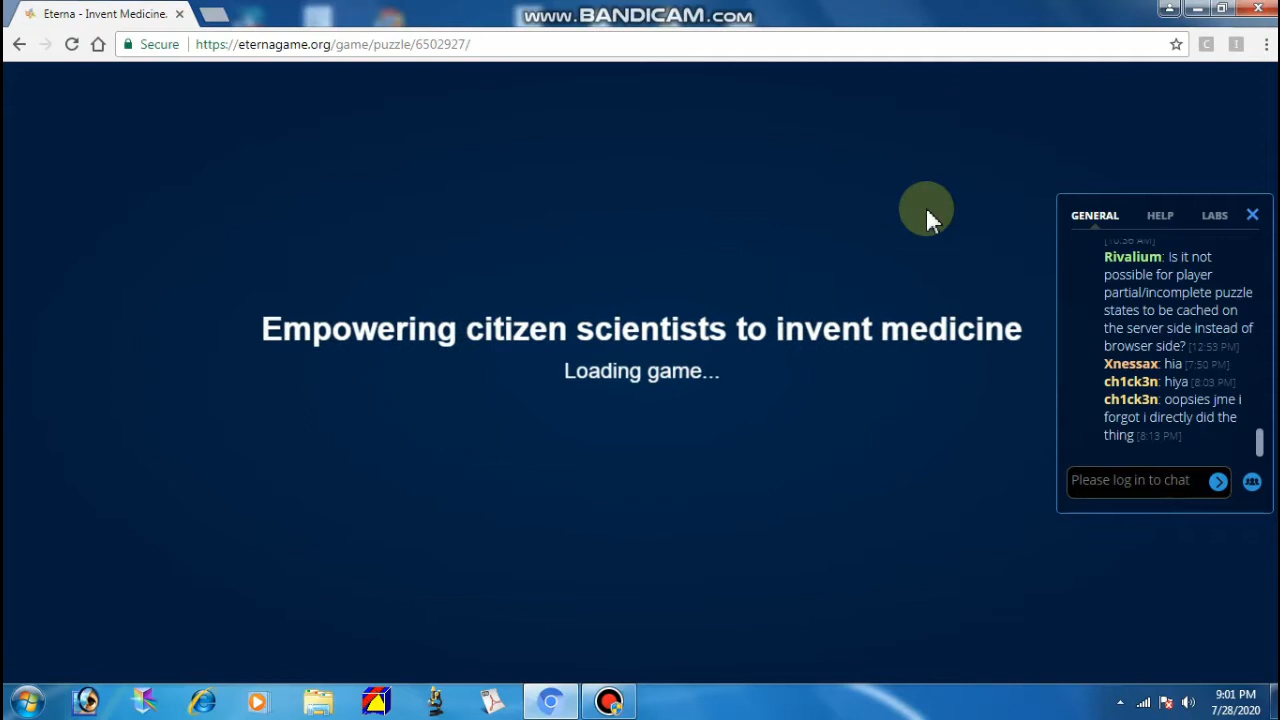 Eterna - Invent Medicine.
www.BANDICAM.com
Secure
https://eternagame.org/game/puzzle/6502927/
C
I
GENERAL
HELP
LABS
[10:56 AM]
Rivalium: Is it not
possible for player
partial/incomplete puzzle
states to be cached on
the server side instead of
browser side? [12:53 PM]
Xnessax: hia [7:50 PM]
ch1ck3n: hiya [8:03 PM]
ch1ck3n: oopsies jme i
forgot i directly did the
thing [8:13 PM]
Please log in to chat
Empowering citizen scientists to invent medicine
Loading game...
9:01 PM
7/28/2020